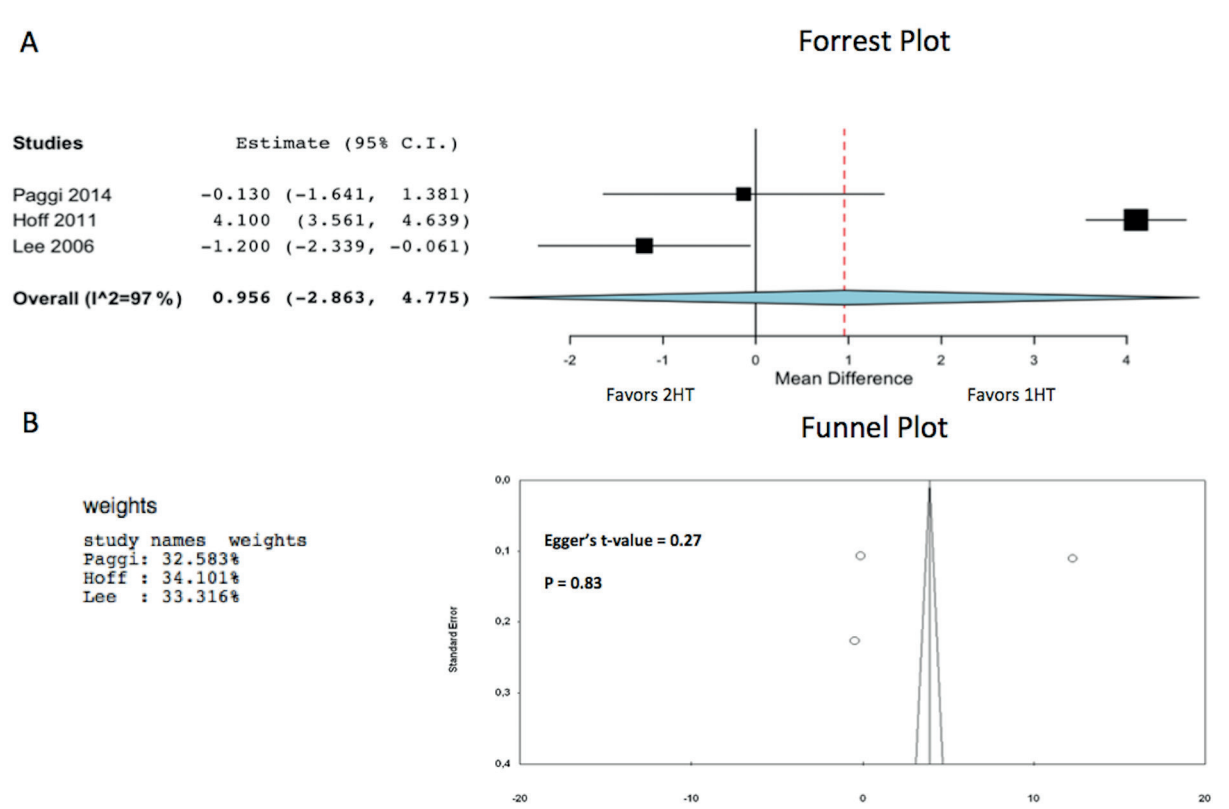 A
Forrest Plot
Studies Estimate (95% C.I.)
Paggi 2014 -0.130 (-1.641, 1.381)
Hoff 2011 4.100 (3.561, 4.639)
Lee 2006 -1.200 (-2.339, -0.061)
Overall (I^2=97 %) 0.956 (-2.863, 4.775)
-2 -1 0 1 2 3 4
Mean Difference
Favors 2HT Favors 1HT
B
Funnel Plot
weights
study names weights
Paggi: 32.583%
Hoff : 34.101%
Lee : 33.316%
0,0
Egger's t-value = 0.27
0,1
P = 0.83
0,2
Standard Error
0,3
0,4
-20 -10 0 10 20